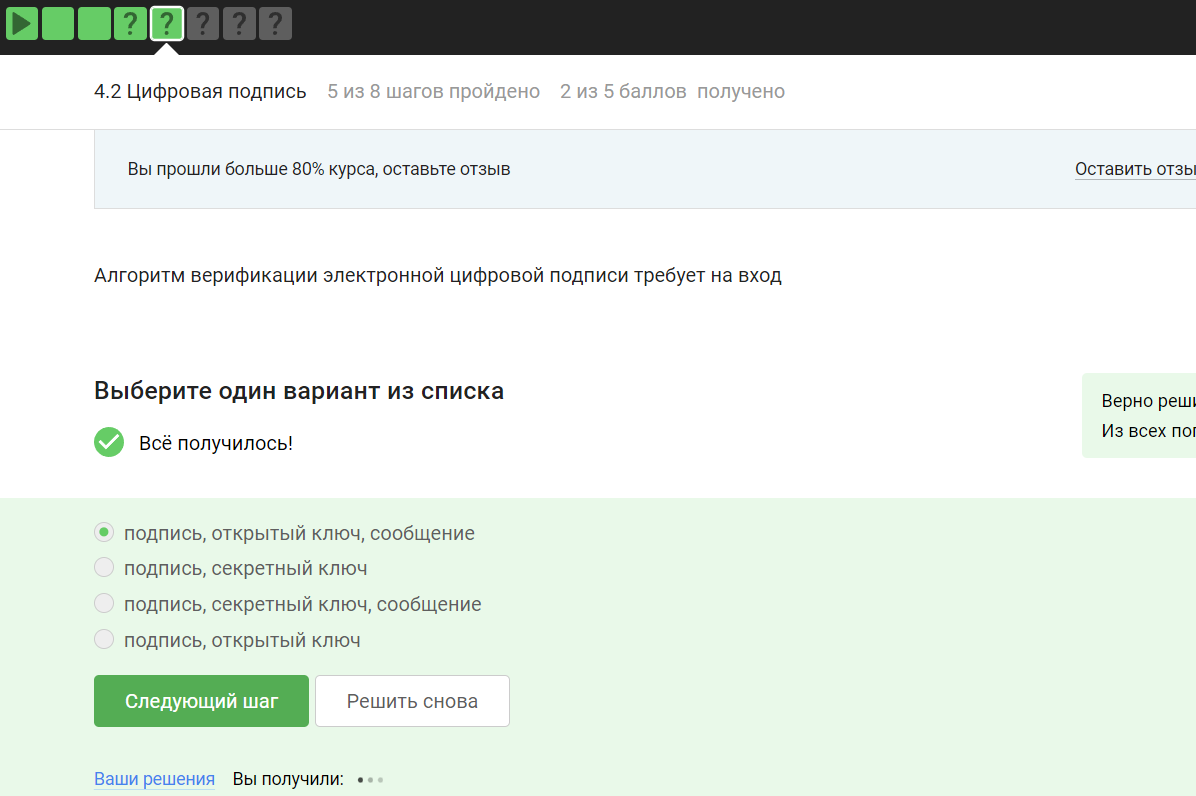 ? ? ? ? ?
4.2 Цифровая подпись 5 из 8 шагов пройдено 2 из 5 баллов получено
Вы прошли больше 80% курса, оставьте отзыв Оставить отзы
Алгоритм верификации электронной цифровой подписи требует на вход
Выберите один вариант из списка
Верно реши
Всё получилось!
Из всех поп
подпись, открытый ключ, сообщение
подпись, секретный ключ
подпись, секретный ключ, сообщение
подпись, открытый ключ
Следующий шаг Решить снова
Ваши решения Вы получили: